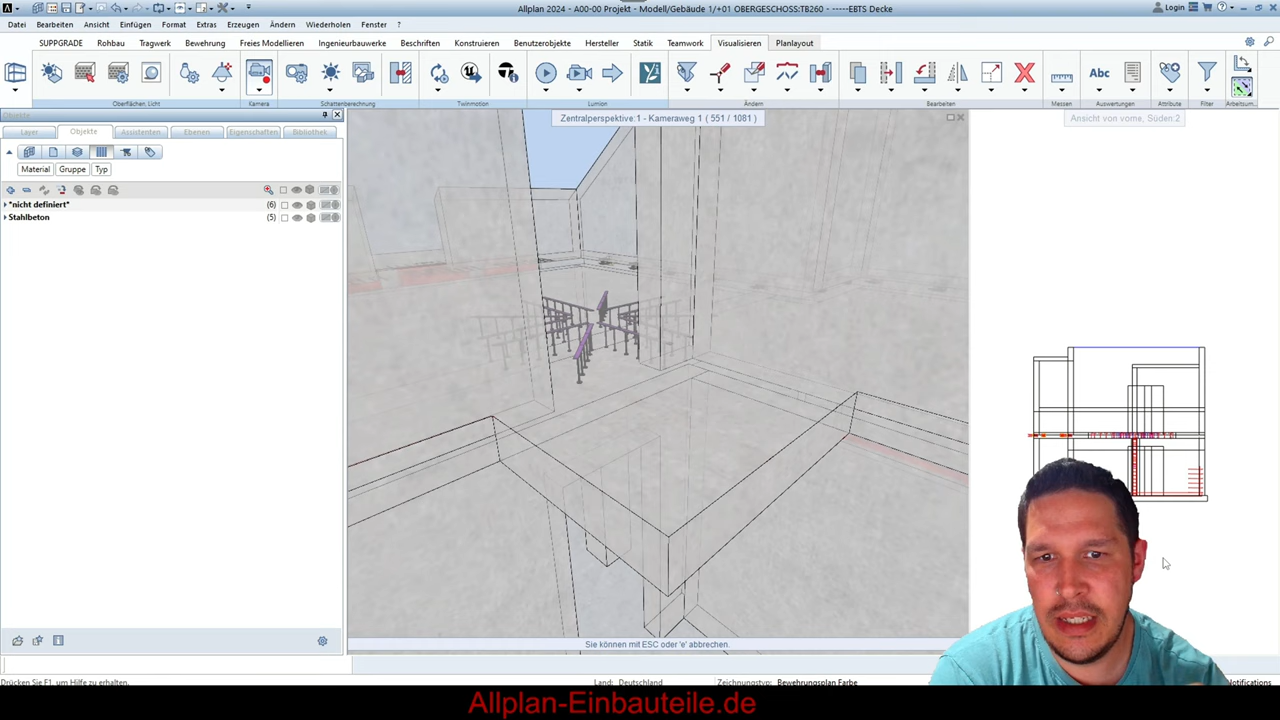 Allplan 2024 - A00-00 Projekt - Modell/Gebäude 1/+01 OBERGESCHOSS:TB260 - -----EBTS Decke
Login
Datei Bearbeiten Ansicht Einfügen Format Extras Erzeugen Ändern Wiederholen Fenster ?
SUPPGRADE Rohbau Tragwerk Bewehrung Freies Modellieren Ingenieurbauwerke Beschriften Konstruieren Benutzerobjekte Hersteller Statik Teamwork Visualisieren Planlayout
Abc
Oberflächen, Licht Kamera Schattenberechnung Twinmotion Lumion Ändern Bearbeiten Messen Auswertungen Attribute Filter Arbeitsum..
Objekte
Layer Objekte Assistenten Ebenen Eigenschaften Bibliothek
Material Gruppe Typ
*nicht definiert* (6)
Stahlbeton (5)
Zentralperspektive:1 - Kameraweg 1 ( 551 / 1081 )
Ansicht von vorne, Süden:2
Sie können mit ESC oder 'e' abbrechen.
Drücken Sie F1, um Hilfe zu erhalten. Land: Deutschland Zeichnungstyp: Bewehrungsplan Farbe Notifications
Allplan-Einbauteile.de